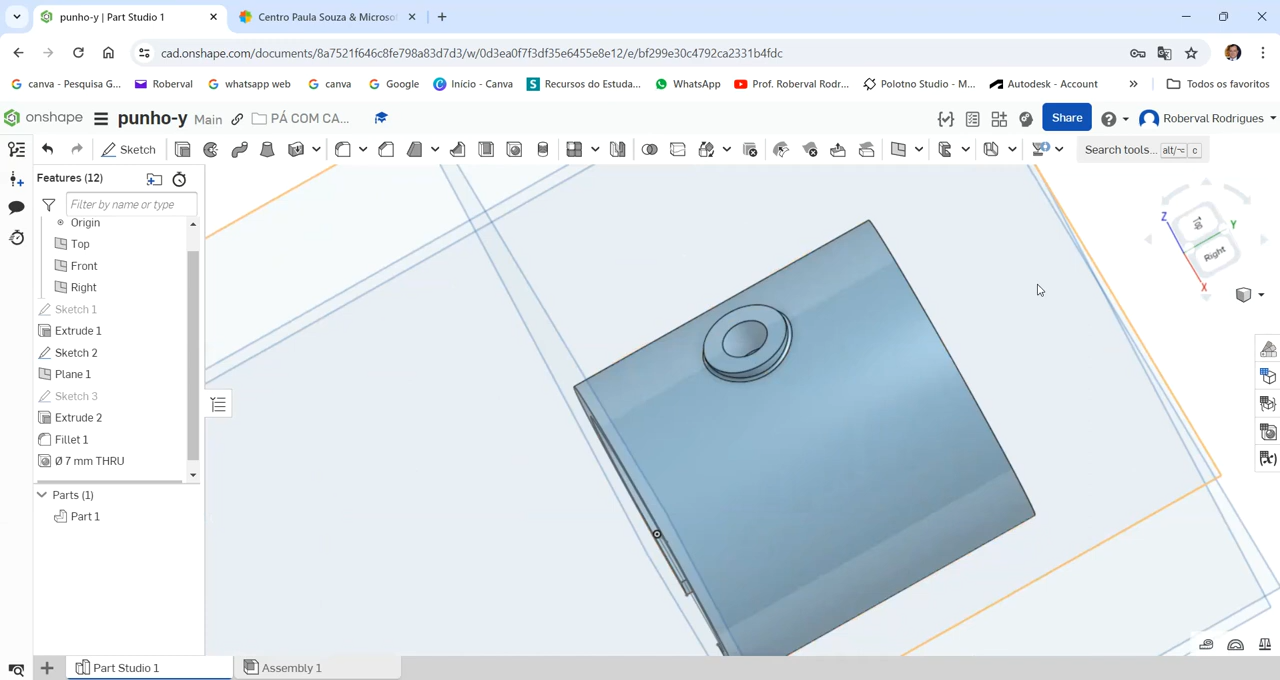 punho-y | Part Studio 1
Centro Paula Souza & Microsof
cad.onshape.com/documents/8a7521f646c8fe798a83d7d3/w/0d3ea0f7f3df35e6455e8e12/e/bf299e30c4792ca2331b4fdc
canva - Pesquisa G...
Roberval
whatsapp web
canva
Google
Início - Canva
Recursos do Estuda...
WhatsApp
Prof. Roberval Rodr...
Polotno Studio - M...
Autodesk - Account
Todos os favoritos
onshape
punho-y
Main
PÁ COM CA...
Share
Roberval Rodrigues
Sketch
Search tools...
alt/⌥
c
Features (12)
Filter by name or type
Origin
Top
Front
Right
Sketch 1
Extrude 1
Sketch 2
Plane 1
Sketch 3
Extrude 2
Fillet 1
Ø 7 mm THRU
Parts (1)
Part 1
Z
Y
Right
X
Part Studio 1
Assembly 1